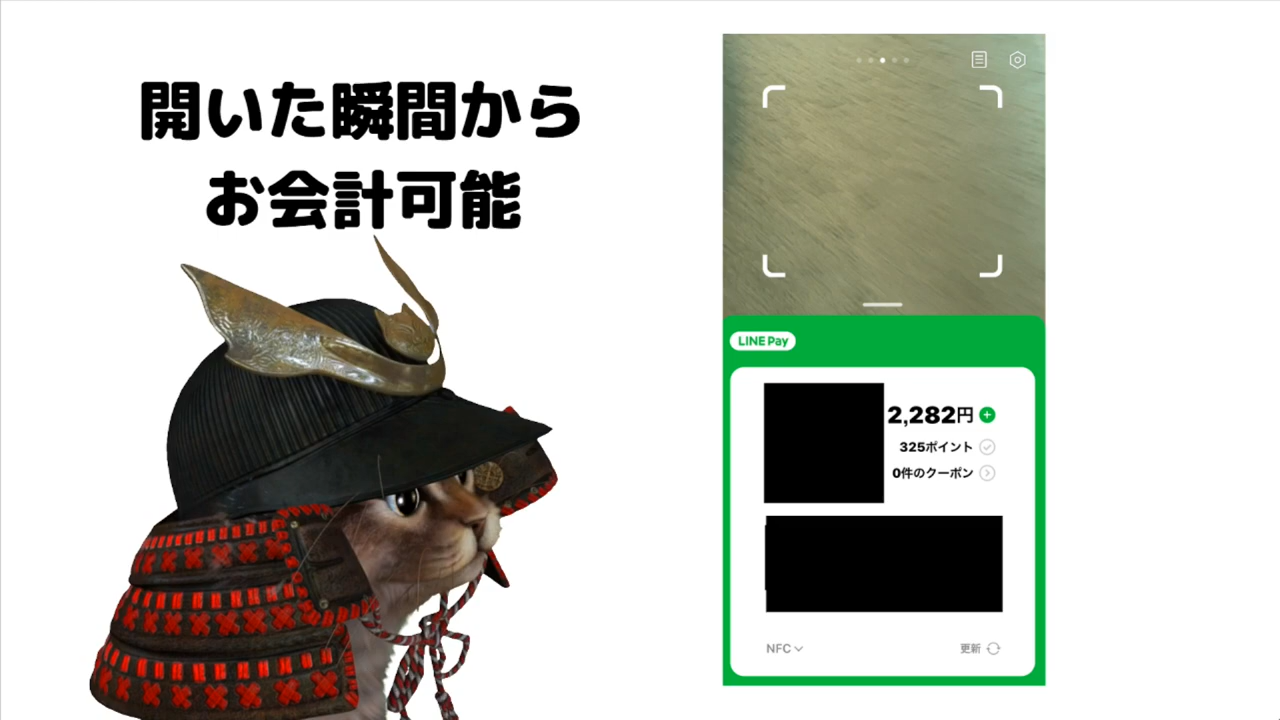 開いた瞬間から
お会計可能
LINE Pay
2,282円
325ポイント
0件のクーポン
NFC
更新